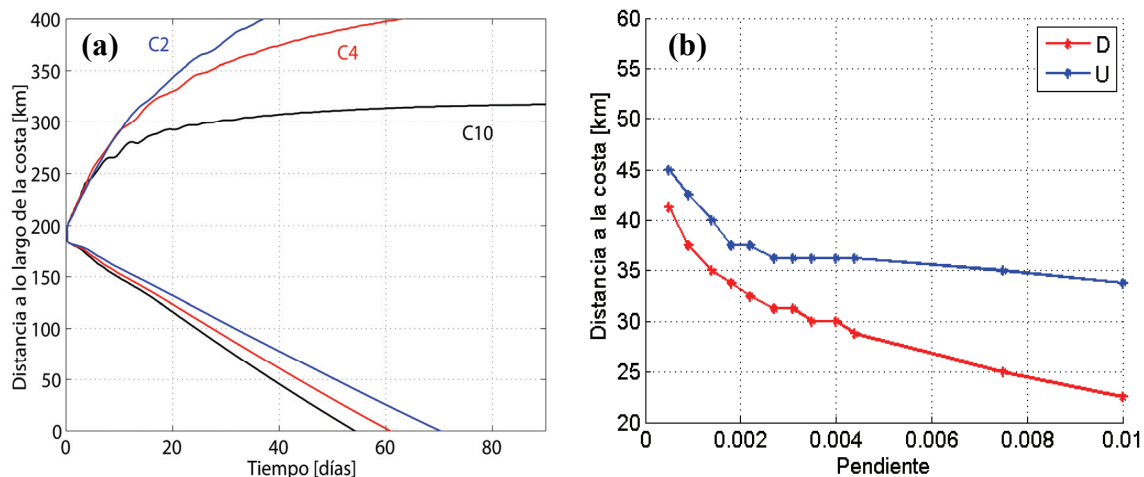 (a)
C2
C4
C10
Distancia a lo largo de la costa [km]
400
350
300
250
200
150
100
50
0
0 20 40 60 80
Tiempo [días]
(b)
D
U
Distancia a la costa [km]
60
55
50
45
40
35
30
25
20
0 0.002 0.004 0.006 0.008 0.01
Pendiente